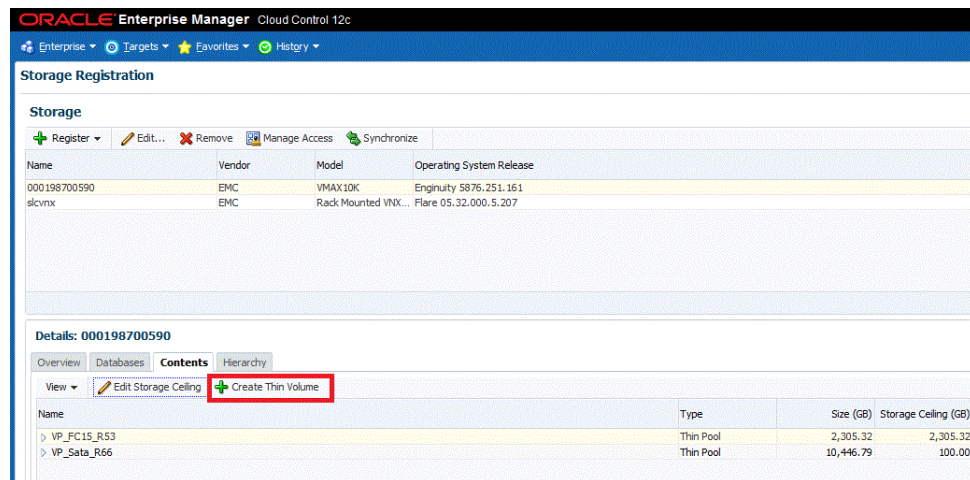 ORACLE Enterprise Manager Cloud Control 12c
Enterprise Targets Favorites History
Storage Registration
Storage
Register Edit... Remove Manage Access Synchronize
Name Vendor Model Operating System Release
000198700590 EMC VMAX10K Enginuity 5876.251.161
slcvnx EMC Rack Mounted VNX... Flare 05.32.000.5.207
Details: 000198700590
Overview Databases Contents Hierarchy
View Edit Storage Ceiling Create Thin Volume
Name Type Size (GB) Storage Ceiling (GB)
VP_FC15_R53 Thin Pool 2,305.32 2,305.32
VP_Sata_R66 Thin Pool 10,446.79 100.00